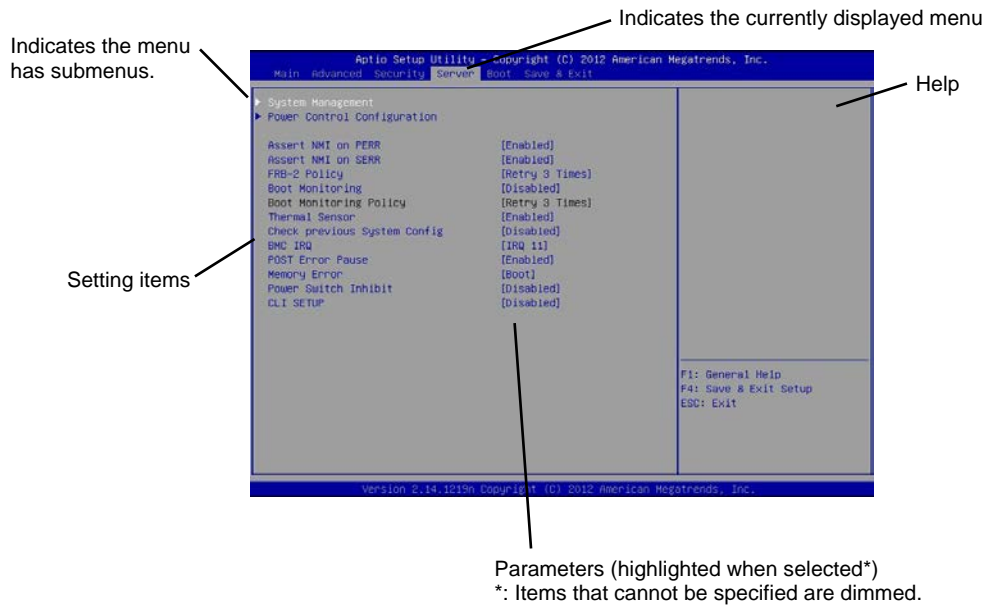 Indicates the currently displayed menu
Indicates the menu
has submenus.
Aptio Setup Utility – Copyright (C) 2012 American Megatrends, Inc.
Main Advanced Security Server Boot Save & Exit
Help
System Management
Power Control Configuration
Assert NMI on PERR [Enabled]
Assert NMI on SERR [Enabled]
FRB-2 Policy [Retry 3 Times]
Boot Monitoring [Disabled]
Boot Monitoring Policy [Retry 3 Times]
Thermal Sensor [Enabled]
Check previous System Config [Disabled]
BMC IRQ [IRQ 11]
POST Error Pause [Enabled]
Memory Error [Boot]
Power Switch Inhibit [Disabled]
CLI SETUP [Disabled]
Setting items
F1: General Help
F4: Save & Exit Setup
ESC: Exit
Version 2.14.1219n Copyright (C) 2012 American Megatrends, Inc.
Parameters (highlighted when selected*)
*: Items that cannot be specified are dimmed.